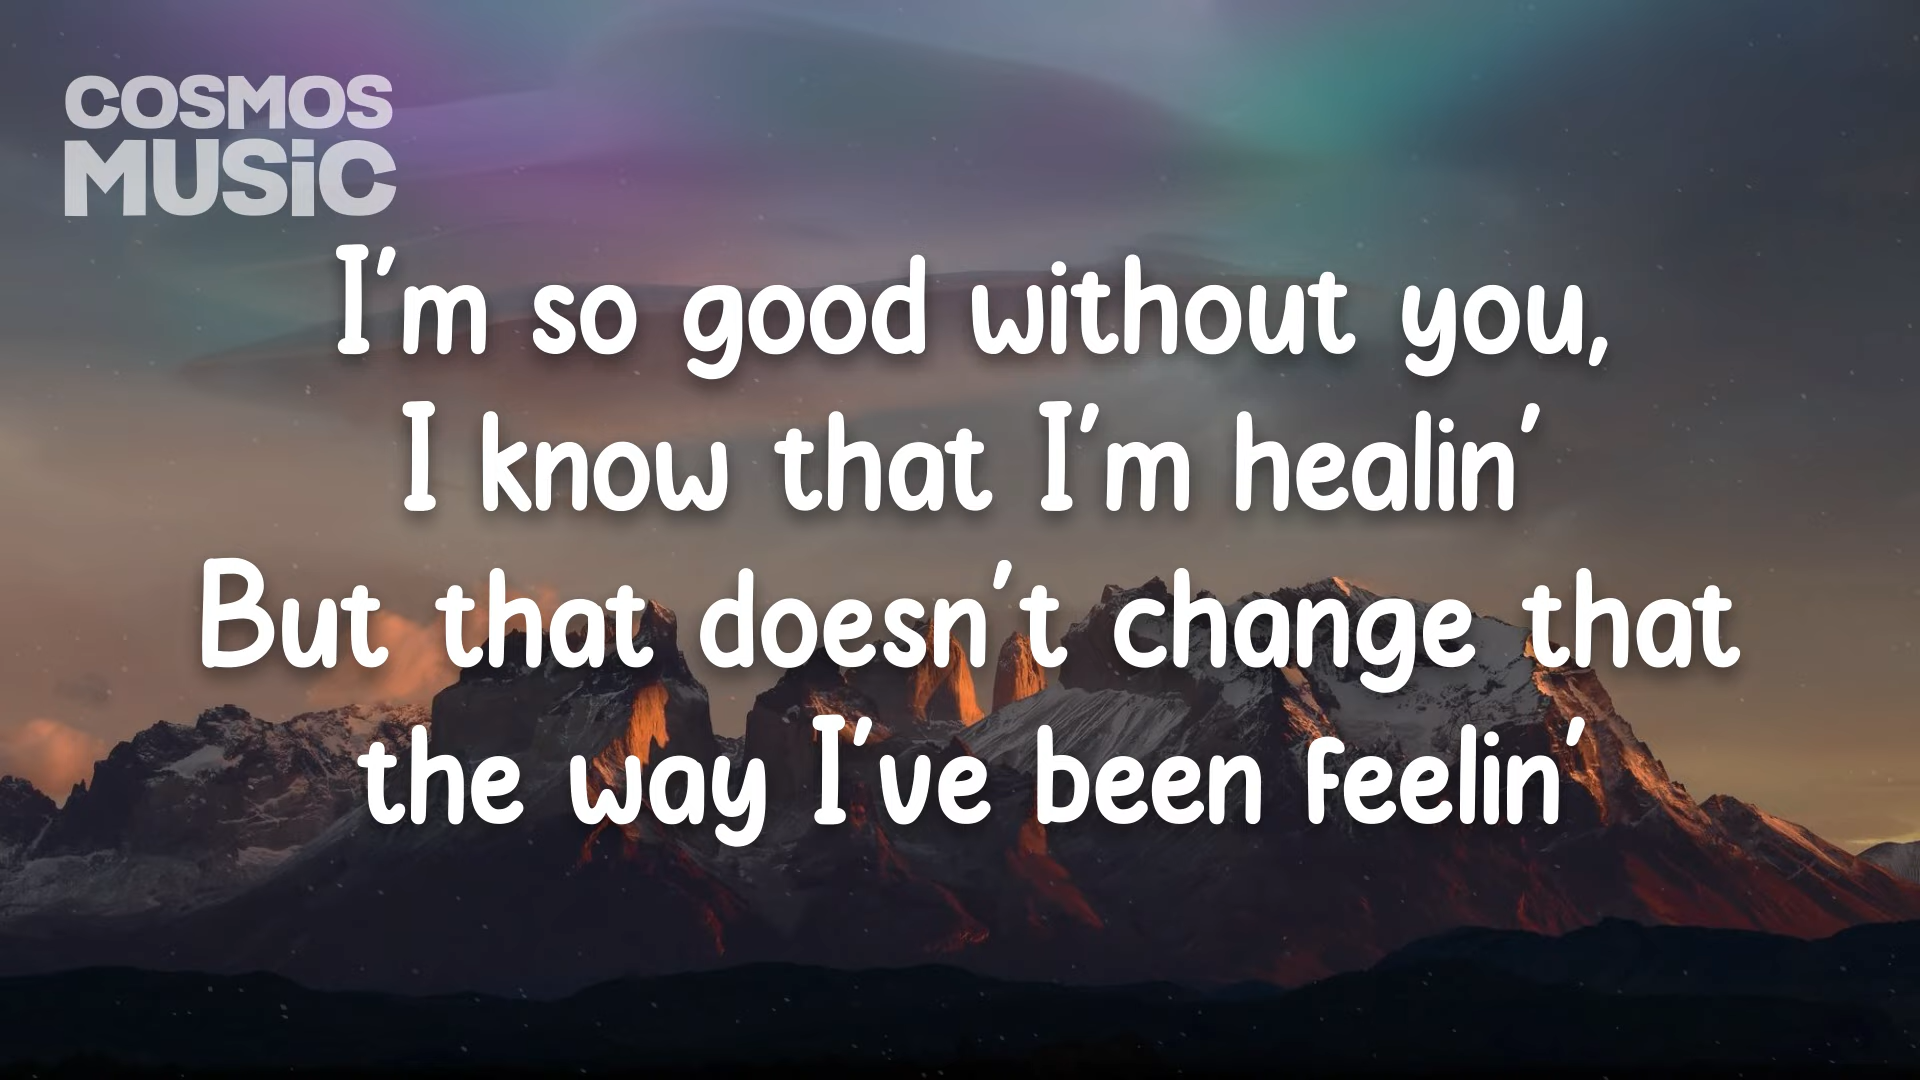 COSMOS
MUSiC
I'm so good without you,
I know that I'm healin'
But that doesn't change that
the way I've been feelin'